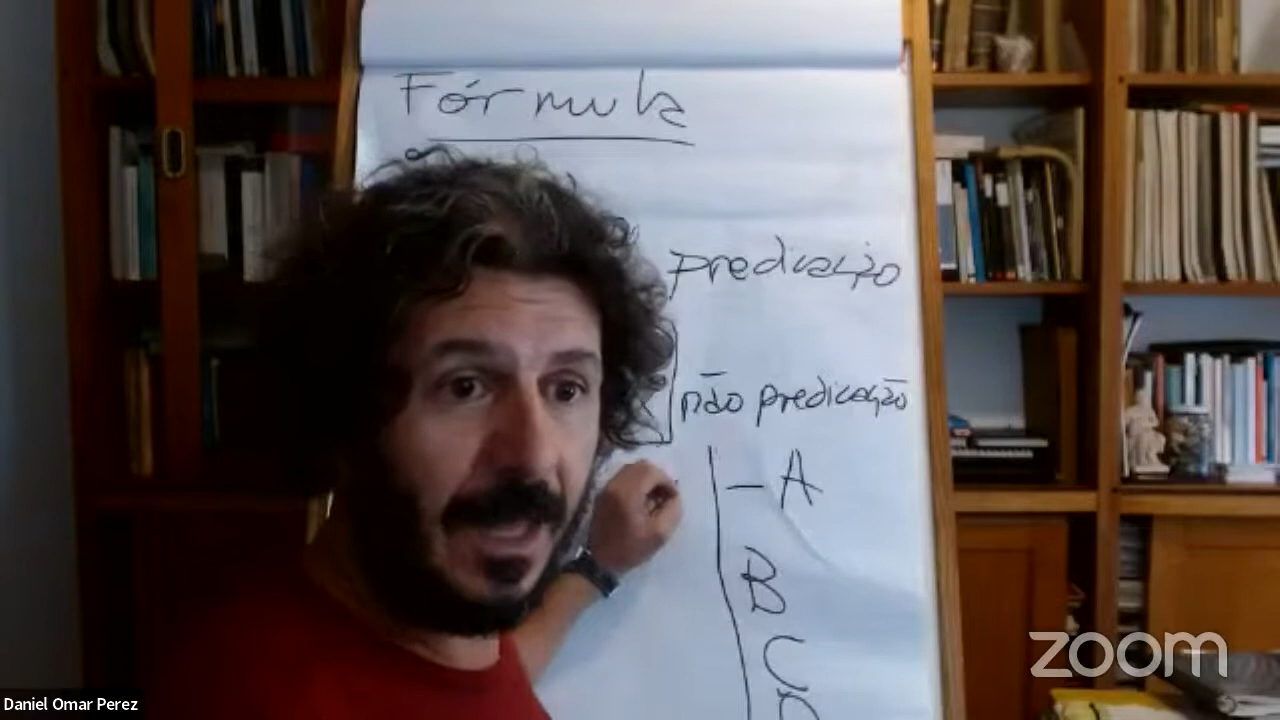 Fórmula
predicação
não predicação
- A
B
C
D
zoom
Daniel Omar Perez